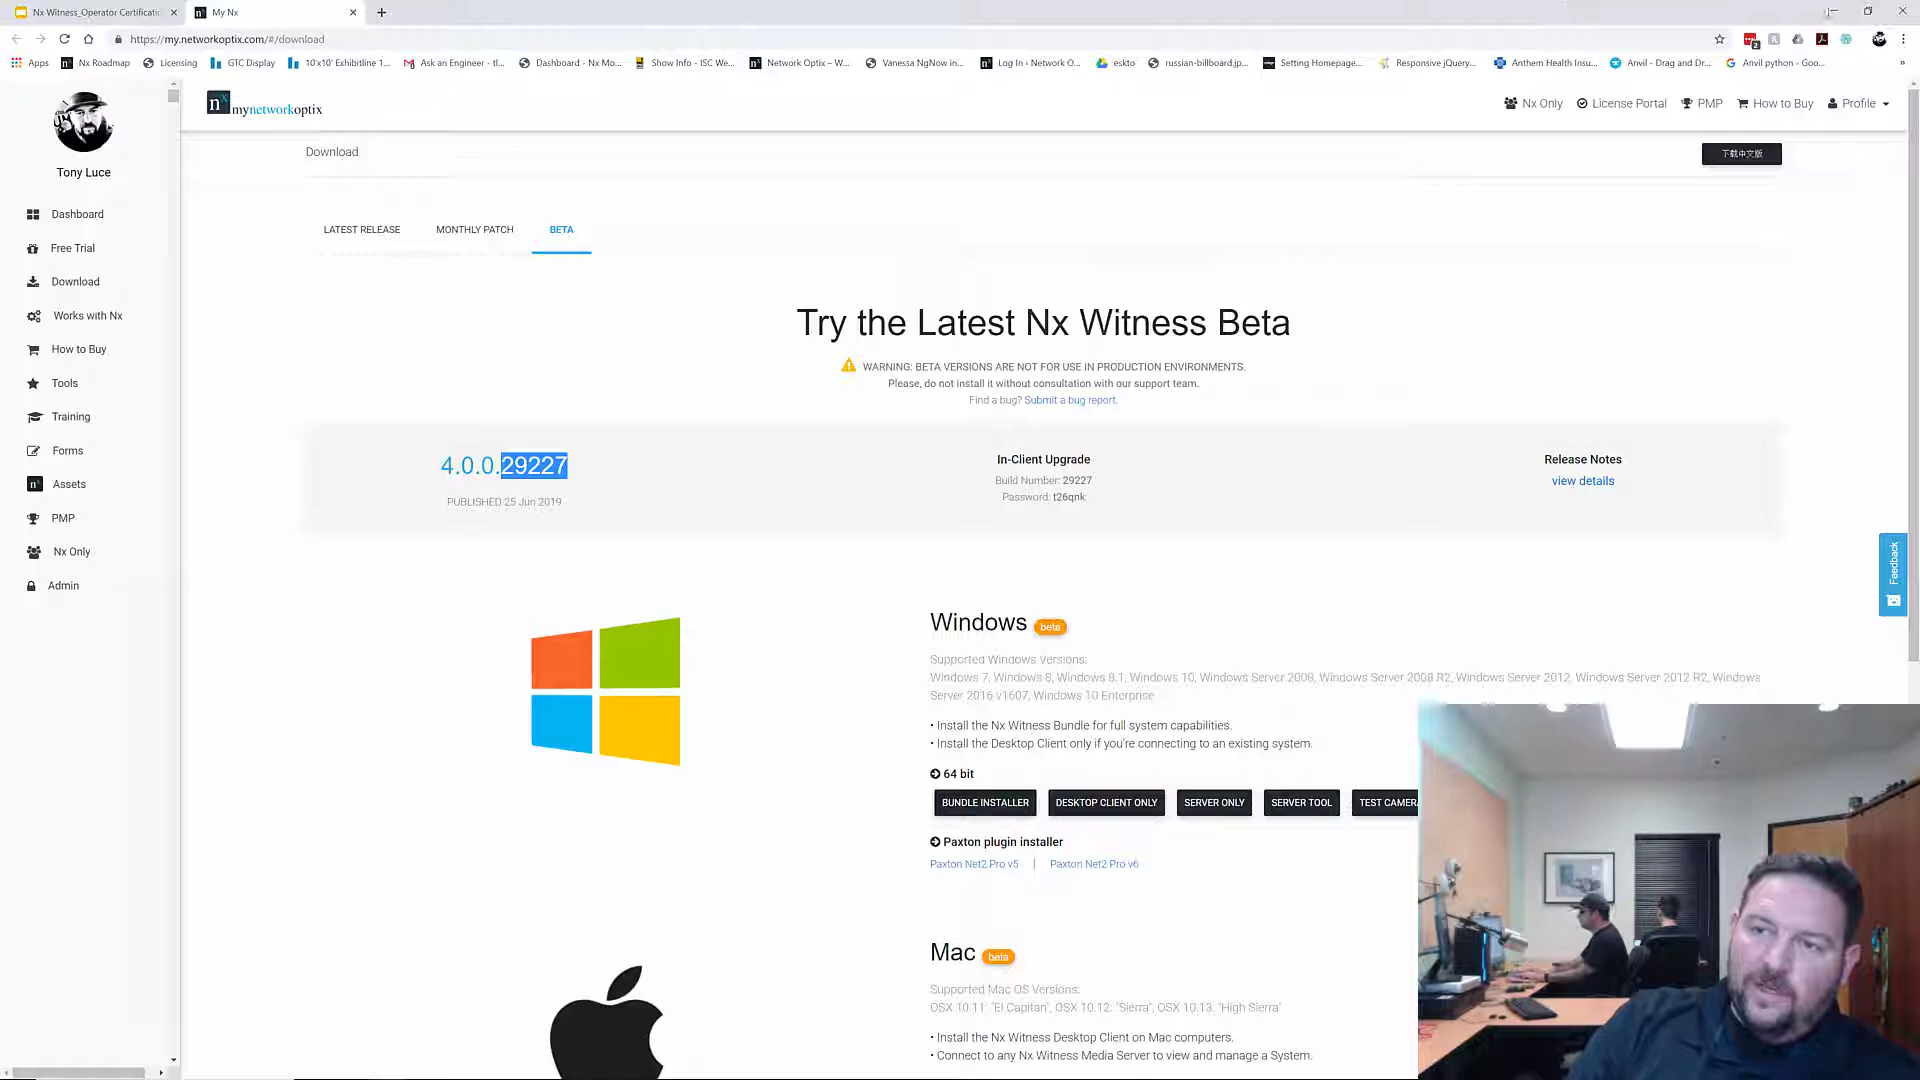 Nx Witness_Operator Certificati
My Nx
https://my.networkoptix.com/#/download
2
Apps
Nx Roadmap
Licensing
GTC Display
10'x10' Exhibitline 1...
Ask an Engineer - tl...
Dashboard - Nx Mo...
Show Info - ISC We...
Network Optix – W...
Vanessa NgNow in...
Log In ‹ Network O...
eskto
russian-billboard.jp...
Setting Homepage...
Responsive jQuery...
Anthem Health Insu...
Anvil - Drag and Dr...
Anvil python - Goo...
»
nx mynetworkoptix
Nx Only
License Portal
PMP
How to Buy
Profile
Tony Luce
Dashboard
Free Trial
Download
Works with Nx
How to Buy
Tools
Training
Forms
Assets
PMP
Nx Only
Admin
Download
下载中文版
LATEST RELEASE
MONTHLY PATCH
BETA
Try the Latest Nx Witness Beta
WARNING: BETA VERSIONS ARE NOT FOR USE IN PRODUCTION ENVIRONMENTS.
Please, do not install it without consultation with our support team.
Find a bug? Submit a bug report.
4.0.0.29227
PUBLISHED 25 Jun 2019
In-Client Upgrade
Build Number: 29227
Password: t26qnk
Release Notes
view details
Feedback
Windows beta
Supported Windows Versions:
Windows 7, Windows 8, Windows 8.1, Windows 10, Windows Server 2008, Windows Server 2008 R2, Windows Server 2012, Windows Server 2012 R2, Windows
Server 2016 v1607, Windows 10 Enterprise
• Install the Nx Witness Bundle for full system capabilities.
• Install the Desktop Client only if you're connecting to an existing system.
64 bit
BUNDLE INSTALLER
DESKTOP CLIENT ONLY
SERVER ONLY
SERVER TOOL
TEST CAMERA
Paxton plugin installer
Paxton Net2 Pro v5 | Paxton Net2 Pro v6
Mac beta
Supported Mac OS Versions:
OSX 10.11: "El Capitan", OSX 10.12: "Sierra", OSX 10.13: "High Sierra"
• Install the Nx Witness Desktop Client on Mac computers.
• Connect to any Nx Witness Media Server to view and manage a System.